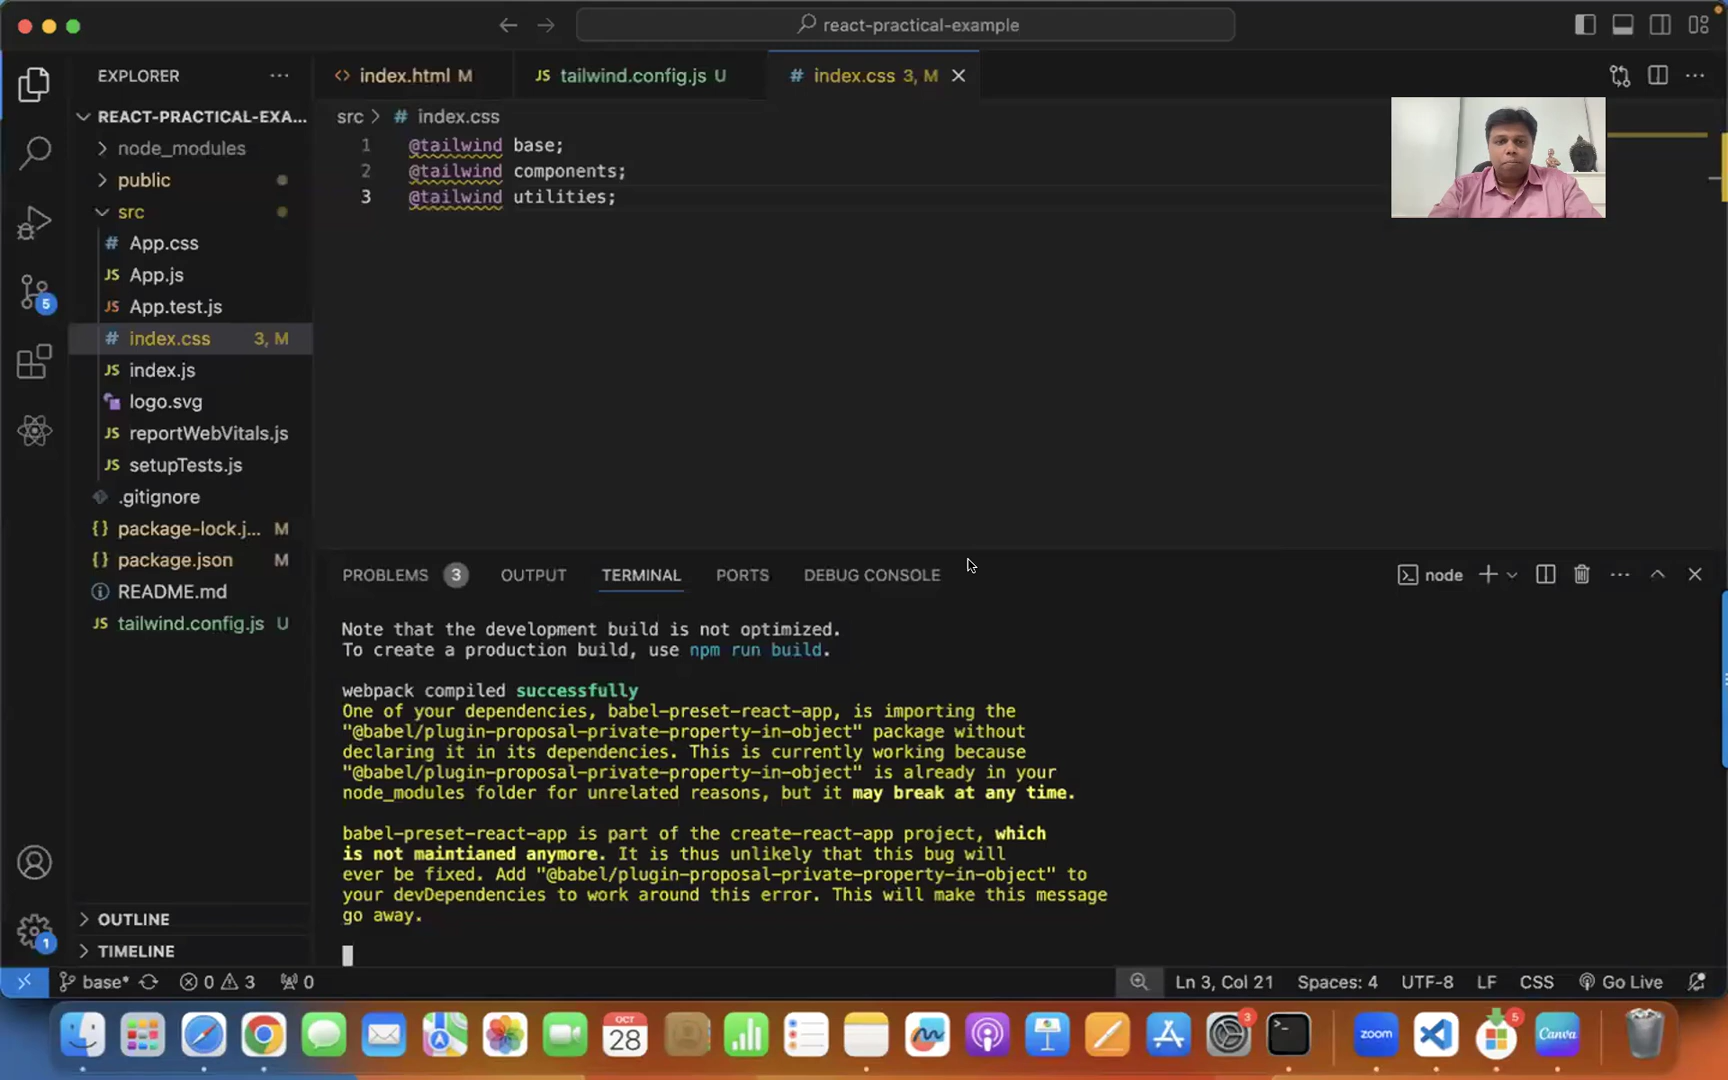 react-practical-example
EXPLORER
index.html M
tailwind.config.js U
index.css 3, M
REACT-PRACTICAL-EXA...
src > # index.css
node_modules
1 @tailwind base;
public
2 @tailwind components;
src
3 @tailwind utilities;
App.css
JS App.js
5
JS App.test.js
# index.css 3, M
JS index.js
logo.svg
JS reportWebVitals.js
JS setupTests.js
.gitignore
{} package-lock.j... M
{} package.json M
README.md
JS tailwind.config.js U
PROBLEMS 3 OUTPUT TERMINAL PORTS DEBUG CONSOLE
node
Note that the development build is not optimized.
To create a production build, use npm run build.
webpack compiled successfully
One of your dependencies, babel-preset-react-app, is importing the
"@babel/plugin-proposal-private-property-in-object" package without
declaring it in its dependencies. This is currently working because
"@babel/plugin-proposal-private-property-in-object" is already in your
node_modules folder for unrelated reasons, but it may break at any time.
babel-preset-react-app is part of the create-react-app project, which
is not maintianed anymore. It is thus unlikely that this bug will
ever be fixed. Add "@babel/plugin-proposal-private-property-in-object" to
your devDependencies to work around this error. This will make this message
go away.
OUTLINE
1
TIMELINE
base* 0 3 0
Ln 3, Col 21 Spaces: 4 UTF-8 LF CSS Go Live
OCT
28
3
zoom
5
Canva